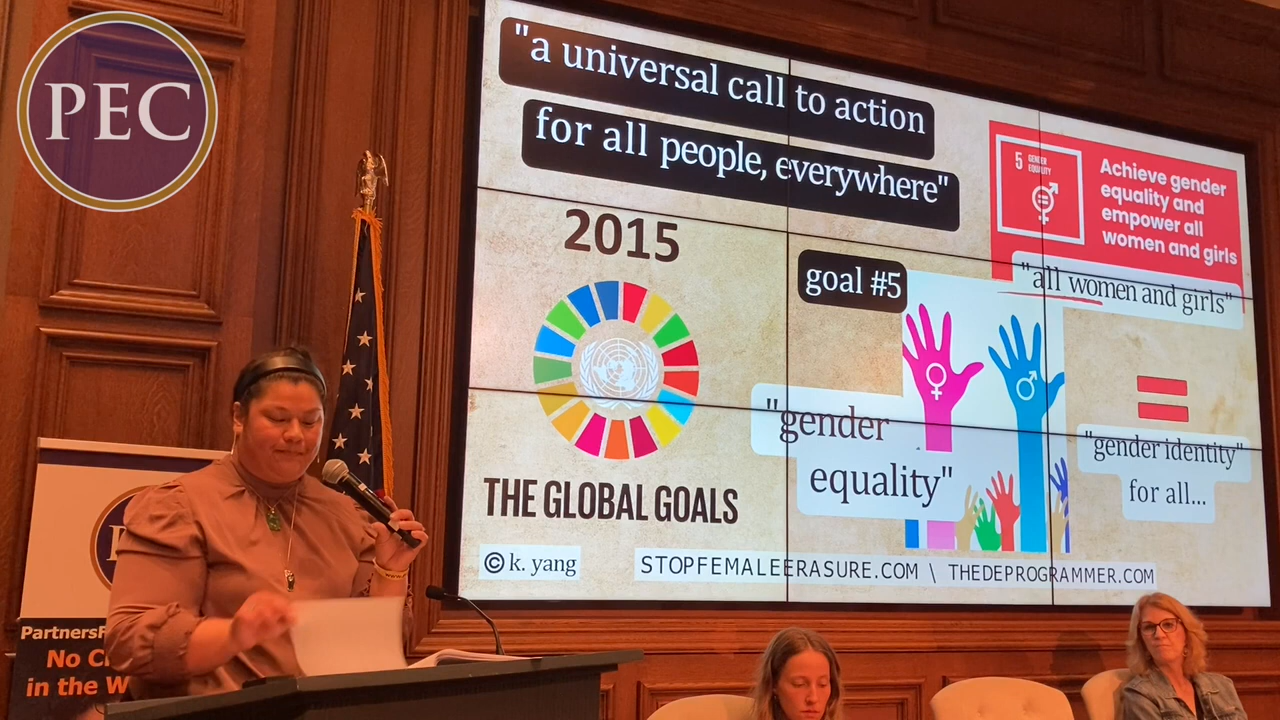 PEC
"a universal call to action
for all people, everywhere"
5 GENDER
EQUALITY
Achieve gender
equality and
empower all
women and girls
2015
goal #5
"all women and girls"
"gender
equality"
"gender identity"
for all...
THE GLOBAL GOALS
© k. yang
STOPFEMALEERASURE.COM \ THEDEPROGRAMMER.COM
No
in the